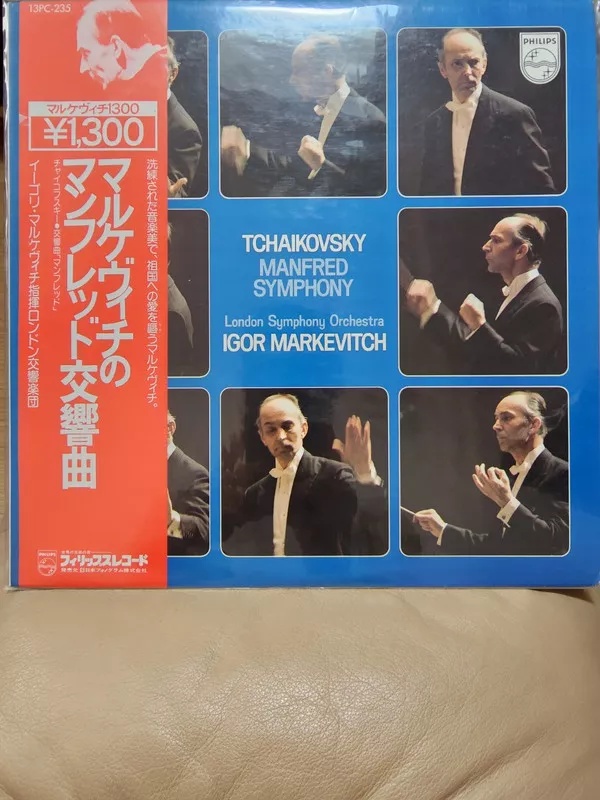 13PC-235
マルケヴィチ1300
¥1,300
洗練された音楽美で、祖国への愛を謳うマルケヴィチ。
マルケヴィチの
マンフレッド交響曲
チャイコフスキー●交響曲「マンフレッド」
イーゴリ・マルケヴィチ指揮ロンドン交響楽団
PHILIPS
フィリップスレコード
発売元 日本フォノグラム株式会社
PHILIPS
TCHAIKOVSKY
MANFRED
SYMPHONY
London Symphony Orchestra
IGOR MARKEVITCH